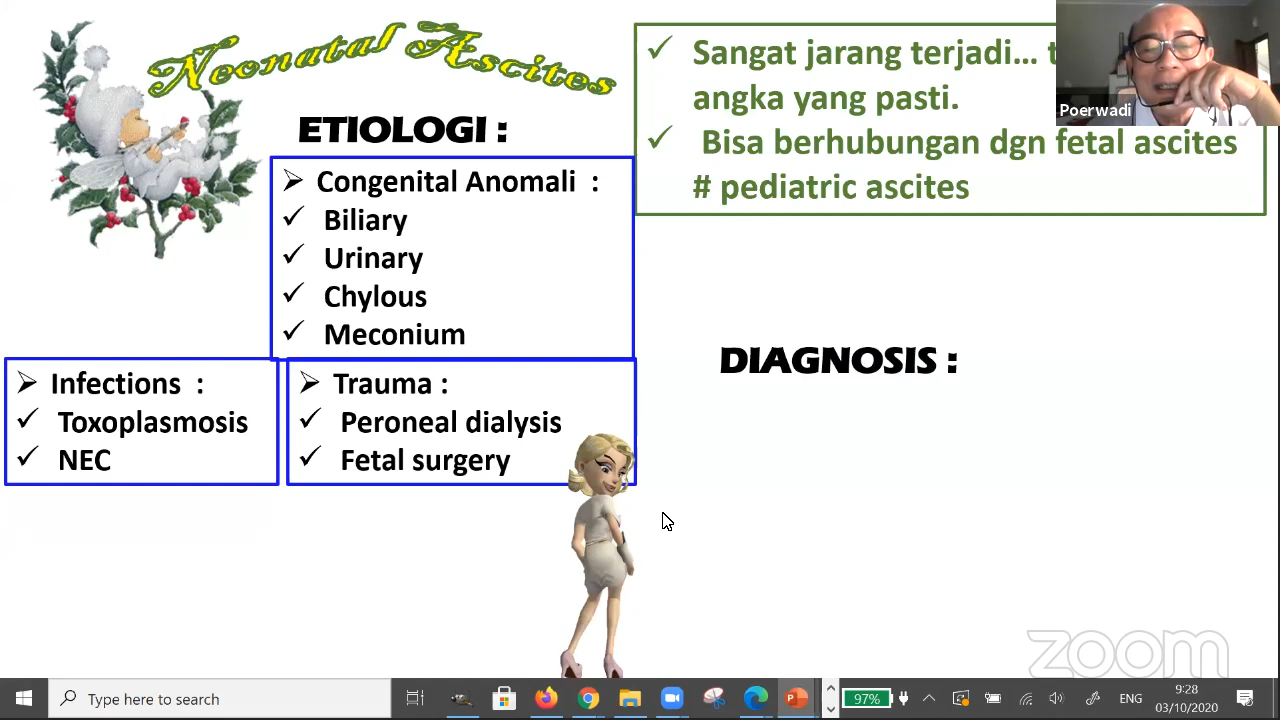 Neonatal Ascites
ETIOLOGI :
Congenital Anomali :
Biliary
Urinary
Chylous
Meconium
Infections :
Toxoplasmosis
NEC
Trauma :
Peroneal dialysis
Fetal surgery
Sangat jarang terjadi...
angka yang pasti.
Bisa berhubungan dgn fetal ascites
# pediatric ascites
Poerwadi
DIAGNOSIS :
zoom
Type here to search
97%
ENG
9:28
03/10/2020